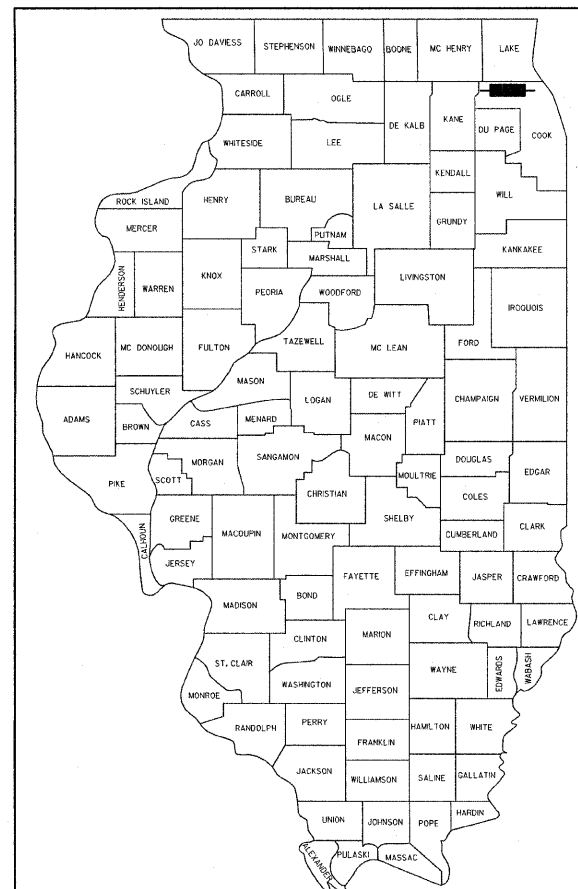 JO DAVIESS
STEPHENSON
WINNEBAGO
BOONE
MC HENRY
LAKE
CARROLL
OGLE
DE KALB
KANE
DU PAGE
COOK
WHITESIDE
LEE
KENDALL
WILL
ROCK ISLAND
HENRY
BUREAU
LA SALLE
GRUNDY
MERCER
PUTNAM
STARK
MARSHALL
KANKAKEE
HENDERSON
WARREN
KNOX
PEORIA
WOODFORD
LIVINGSTON
IROQUOIS
HANCOCK
MC DONOUGH
FULTON
TAZEWELL
MC LEAN
FORD
SCHUYLER
MASON
LOGAN
DE WITT
CHAMPAIGN
VERMILION
ADAMS
BROWN
CASS
MENARD
MACON
PIATT
PIKE
SCOTT
MORGAN
SANGAMON
CHRISTIAN
MOULTRIE
DOUGLAS
EDGAR
COLES
CALHOUN
GREENE
MACOUPIN
MONTGOMERY
SHELBY
CUMBERLAND
CLARK
JERSEY
FAYETTE
EFFINGHAM
JASPER
CRAWFORD
MADISON
BOND
CLAY
RICHLAND
LAWRENCE
CLINTON
MARION
ST. CLAIR
WAYNE
EDWARDS
WABASH
MONROE
WASHINGTON
JEFFERSON
RANDOLPH
PERRY
HAMILTON
WHITE
FRANKLIN
JACKSON
WILLIAMSON
SALINE
GALLATIN
UNION
JOHNSON
POPE
HARDIN
ALEXANDER
PULASKI
MASSAC